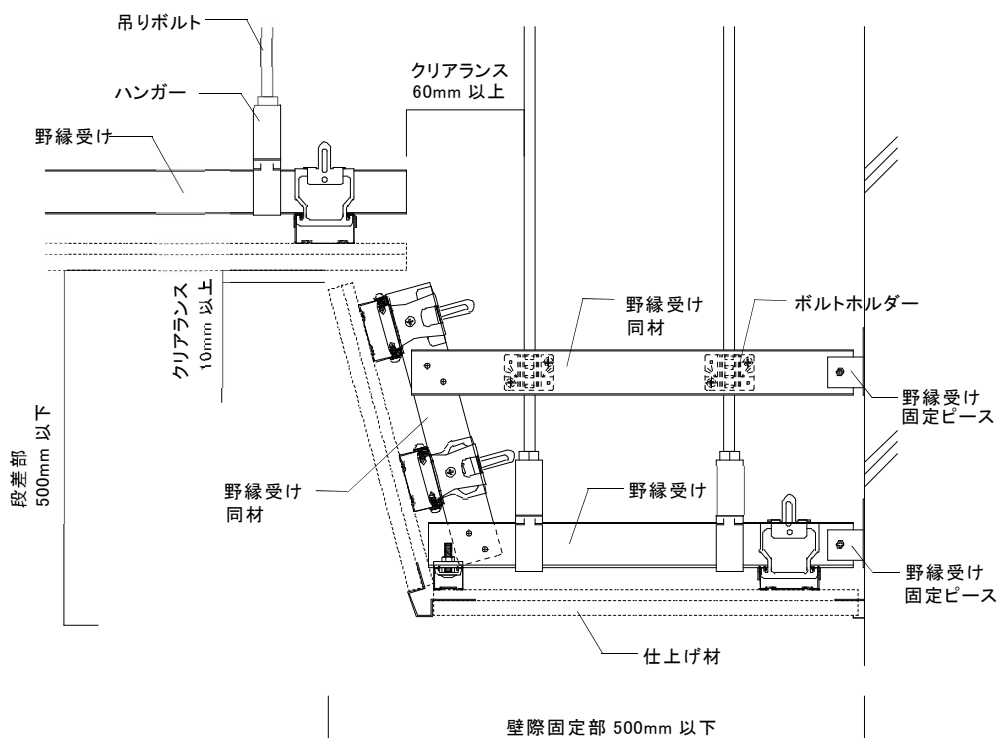 吊りボルト
ハンガー
野縁受け
クリアランス
60mm 以上
クリアランス
10mm 以上
段差部
500mm 以下
野縁受け
同材
ボルトホルダー
野縁受け
固定ピース
野縁受け
同材
野縁受け
野縁受け
固定ピース
仕上げ材
壁際固定部 500mm 以下